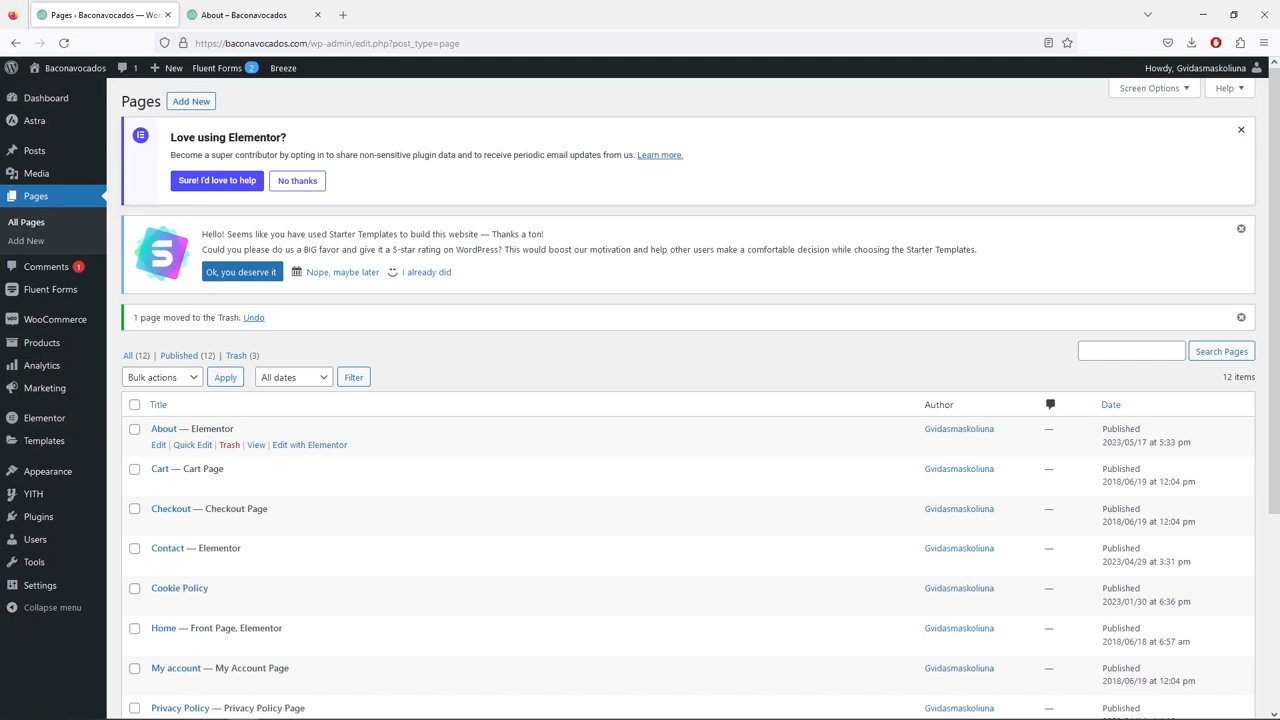 Pages ‹ Baconavocados — Wor
About – Baconavocados
https://baconavocados.com/wp-admin/edit.php?post_type=page
Baconavocados 1 New Fluent Forms 2 Breeze Howdy, Gvidasmaskoliuna
Dashboard
Astra
Posts
Media
Pages
All Pages
Add New
Comments 1
Fluent Forms
WooCommerce
Products
Analytics
Marketing
Elementor
Templates
Appearance
YITH
Plugins
Users
Tools
Settings
Collapse menu
Screen Options Help
Pages Add New
Love using Elementor?
Become a super contributor by opting in to share non-sensitive plugin data and to receive periodic email updates from us. Learn more.
Sure! I'd love to help No thanks
S
Hello! Seems like you have used Starter Templates to build this website — Thanks a ton!
Could you please do us a BIG favor and give it a 5-star rating on WordPress? This would boost our motivation and help other users make a comfortable decision while choosing the Starter Templates.
Ok, you deserve it Nope, maybe later I already did
1 page moved to the Trash. Undo
All (12) | Published (12) | Trash (3)
Search Pages
Bulk actions Apply All dates Filter
12 items
Title Author Date
About — Elementor Gvidasmaskoliuna — Published
Edit | Quick Edit | Trash | View | Edit with Elementor 2023/05/17 at 5:33 pm
Cart — Cart Page Gvidasmaskoliuna — Published
2018/06/19 at 12:04 pm
Checkout — Checkout Page Gvidasmaskoliuna — Published
2018/06/19 at 12:04 pm
Contact — Elementor Gvidasmaskoliuna — Published
2023/04/29 at 3:31 pm
Cookie Policy Gvidasmaskoliuna — Published
2023/01/30 at 6:36 pm
Home — Front Page, Elementor Gvidasmaskoliuna — Published
2018/06/18 at 6:57 am
My account — My Account Page Gvidasmaskoliuna — Published
2018/06/19 at 12:04 pm
Privacy Policy — Privacy Policy Page Gvidasmaskoliuna — Published